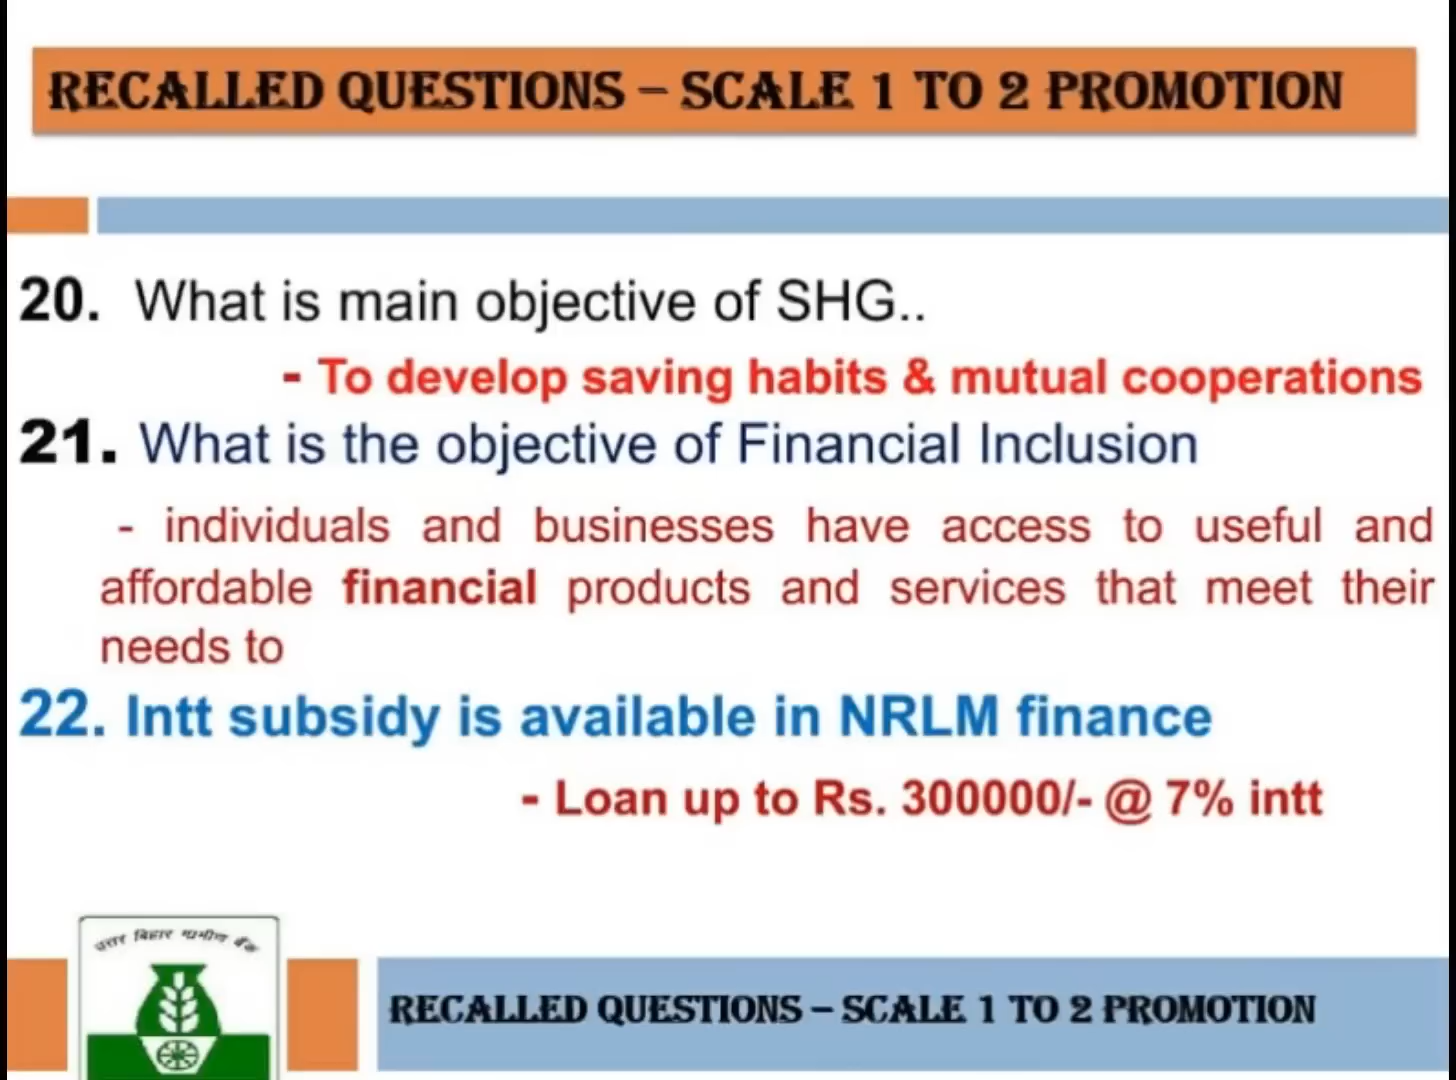 RECALLED QUESTIONS – SCALE 1 TO 2 PROMOTION
20. What is main objective of SHG..
- To develop saving habits & mutual cooperations
21. What is the objective of Financial Inclusion
- individuals and businesses have access to useful and
affordable financial products and services that meet their
needs to
22. Intt subsidy is available in NRLM finance
- Loan up to Rs. 300000/- @ 7% intt
उत्तर बिहार ग्रामीण बैंक
RECALLED QUESTIONS – SCALE 1 TO 2 PROMOTION